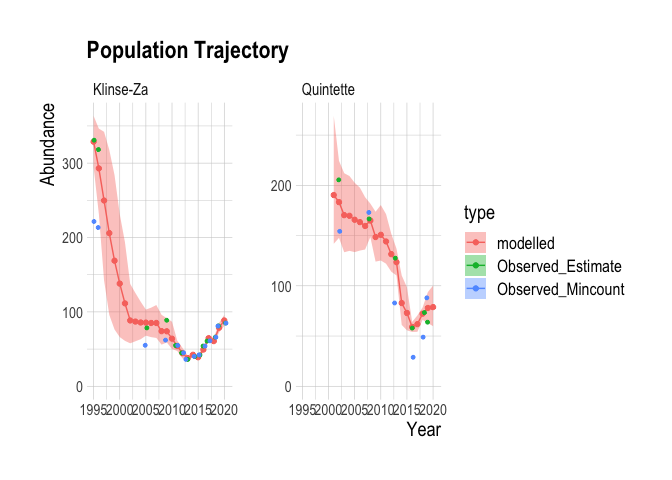 Population Trajectory
Klinse-Za
Quintette
Abundance
300
200
100
0
200
100
0
1995 2000 2005 2010 2015 2020
1995 2000 2005 2010 2015 2020
Year
type
modelled
Observed_Estimate
Observed_Mincount